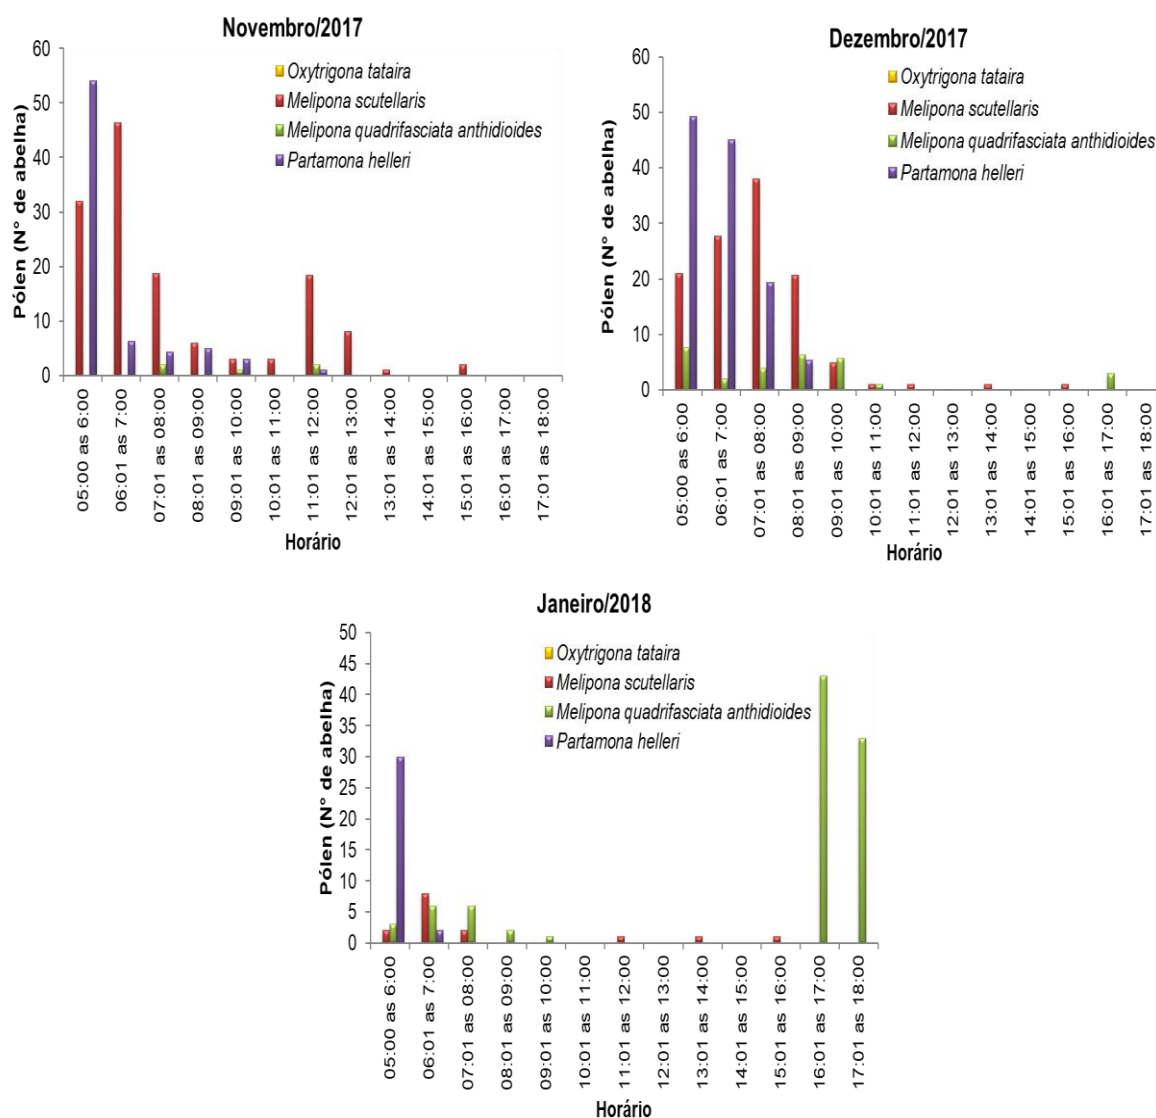 Novembro/2017
Pólen (N° de abelha)
60
50
40
30
20
10
0
Oxytrigona tataira
Melipona scutellaris
Melipona quadrifasciata anthidioides
Partamona helleri
05:00 as 6:00
06:01 as 7:00
07:01 as 08:00
08:01 as 09:00
09:01 as 10:00
10:01 as 11:00
11:01 as 12:00
12:01 as 13:00
13:01 as 14:00
14:01 as 15:00
15:01 as 16:00
16:01 as 17:00
17:01 as 18:00
Horário
Dezembro/2017
Pólen (N° de abelha)
60
50
40
30
20
10
0
Oxytrigona tataira
Melipona scutellaris
Melipona quadrifasciata anthidioides
Partamona helleri
05:00 as 6:00
06:01 as 7:00
07:01 as 08:00
08:01 as 09:00
09:01 as 10:00
10:01 as 11:00
11:01 as 12:00
12:01 as 13:00
13:01 as 14:00
14:01 as 15:00
15:01 as 16:00
16:01 as 17:00
17:01 as 18:00
Horário
Janeiro/2018
Pólen (N° de abelha)
50
45
40
35
30
25
20
15
10
5
0
Oxytrigona tataira
Melipona scutellaris
Melipona quadrifasciata anthidioides
Partamona helleri
05:00 as 6:00
06:01 as 7:00
07:01 as 08:00
08:01 as 09:00
09:01 as 10:00
10:01 as 11:00
11:01 as 12:00
12:01 as 13:00
13:01 as 14:00
14:01 as 15:00
15:01 as 16:00
16:01 as 17:00
17:01 as 18:00
Horário